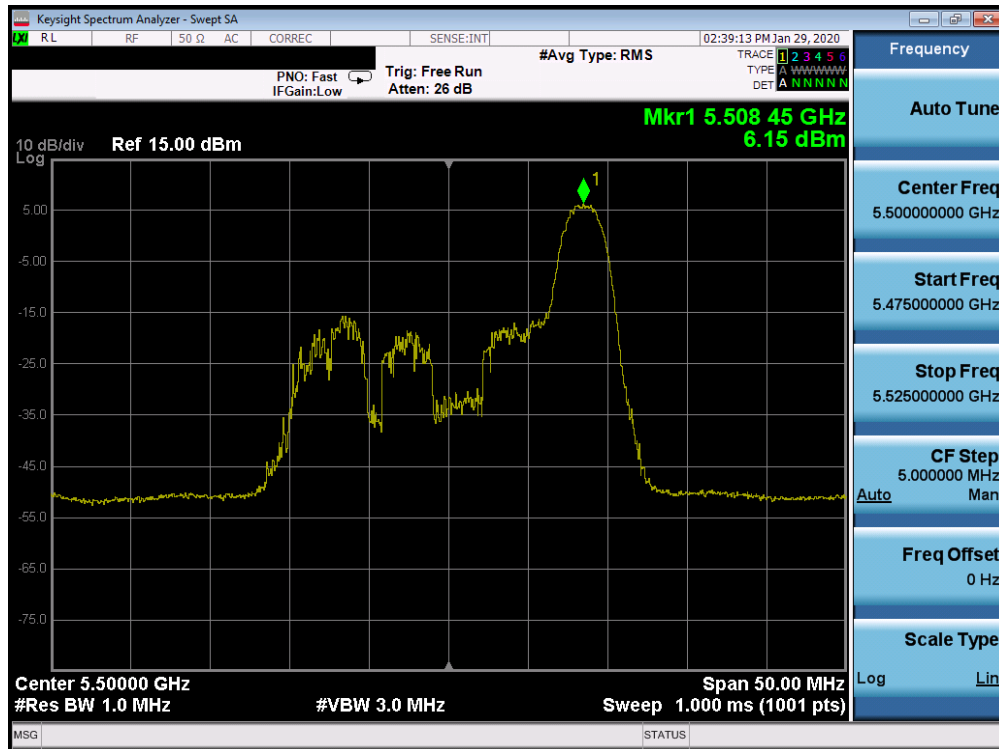 Keysight Spectrum Analyzer - Swept SA
LXI RL RF 50 Ω AC CORREC SENSE:INT 02:39:13 PM Jan 29, 2020
#Avg Type: RMS TRACE 1 2 3 4 5 6
PNO: Fast Trig: Free Run TYPE A WWWWW
IFGain:Low Atten: 26 dB DET A N N N N N
Mkr1 5.508 45 GHz
6.15 dBm
10 dB/div Ref 15.00 dBm
Log
1
5.00
-5.00
-15.0
-25.0
-35.0
-45.0
-55.0
-65.0
-75.0
Center 5.50000 GHz Span 50.00 MHz
#Res BW 1.0 MHz #VBW 3.0 MHz Sweep 1.000 ms (1001 pts)
MSG STATUS
Frequency
Auto Tune
Center Freq
5.500000000 GHz
Start Freq
5.475000000 GHz
Stop Freq
5.525000000 GHz
CF Step
5.000000 MHz
Auto Man
Freq Offset
0 Hz
Scale Type
Log Lin